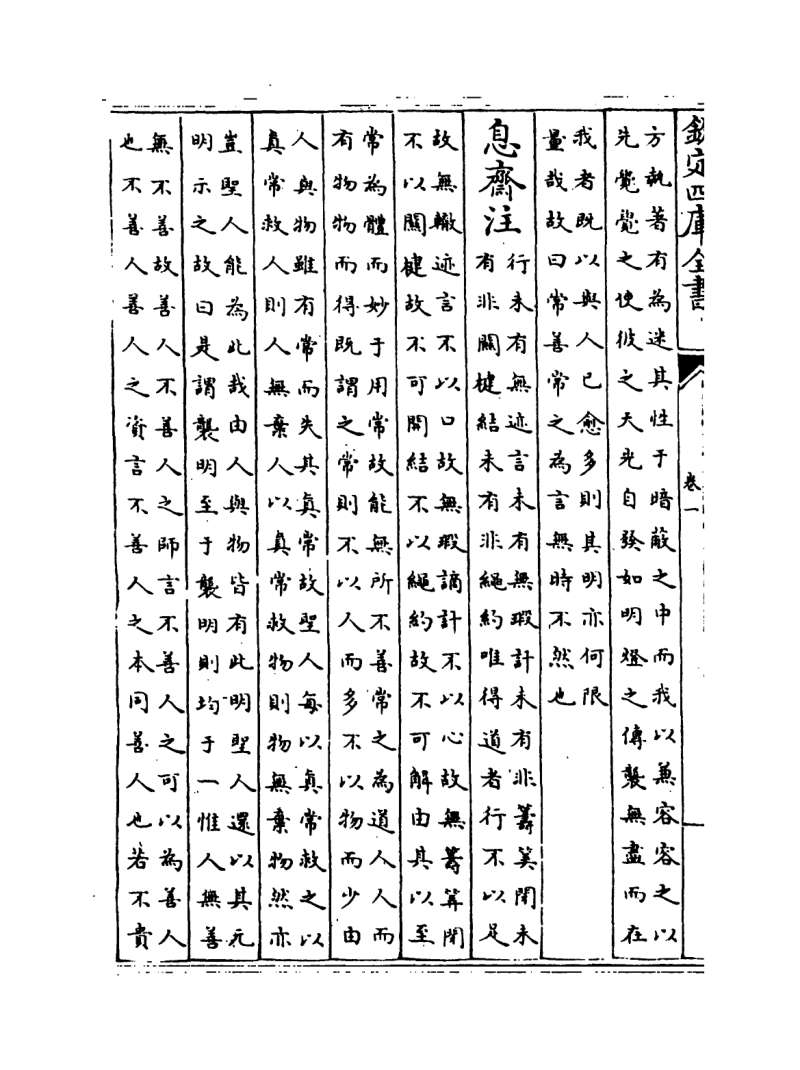 欽定四庫全書
卷一
方執著有為迷其性于暗蔽之中而我以兼容容之以
先覺覺之使彼之天光自發如明燈之傳襲無盡而在
我者既以與人已愈多則其明亦何限
量哉故曰常善常之為言無時不然也
息齋注
行未有無迹言未有無瑕計未有非籌筭閉未
有非關楗結未有非繩約唯得道者行不以足
故無轍迹言不以口故無瑕謫計不以心故無籌筭閉
不以關楗故不可開結不以繩約故不可解由其以至
常為體而妙于用常故能無所不善常之為道人人而
有物物而得既謂之常則不以人而多不以物而少由
人與物雖有常而失其真常故聖人每以真常救之以
真常救人則人無棄人以真常救物則物無棄物然亦
豈聖人能為此哉由人與物皆有此明聖人還以其元
明示之故曰是謂襲明至于襲明則均于一惟人無善
無不善故善人不善人之師言不善人之可以為善人
也不善人善人之資言不善人之本同善人也若不貴